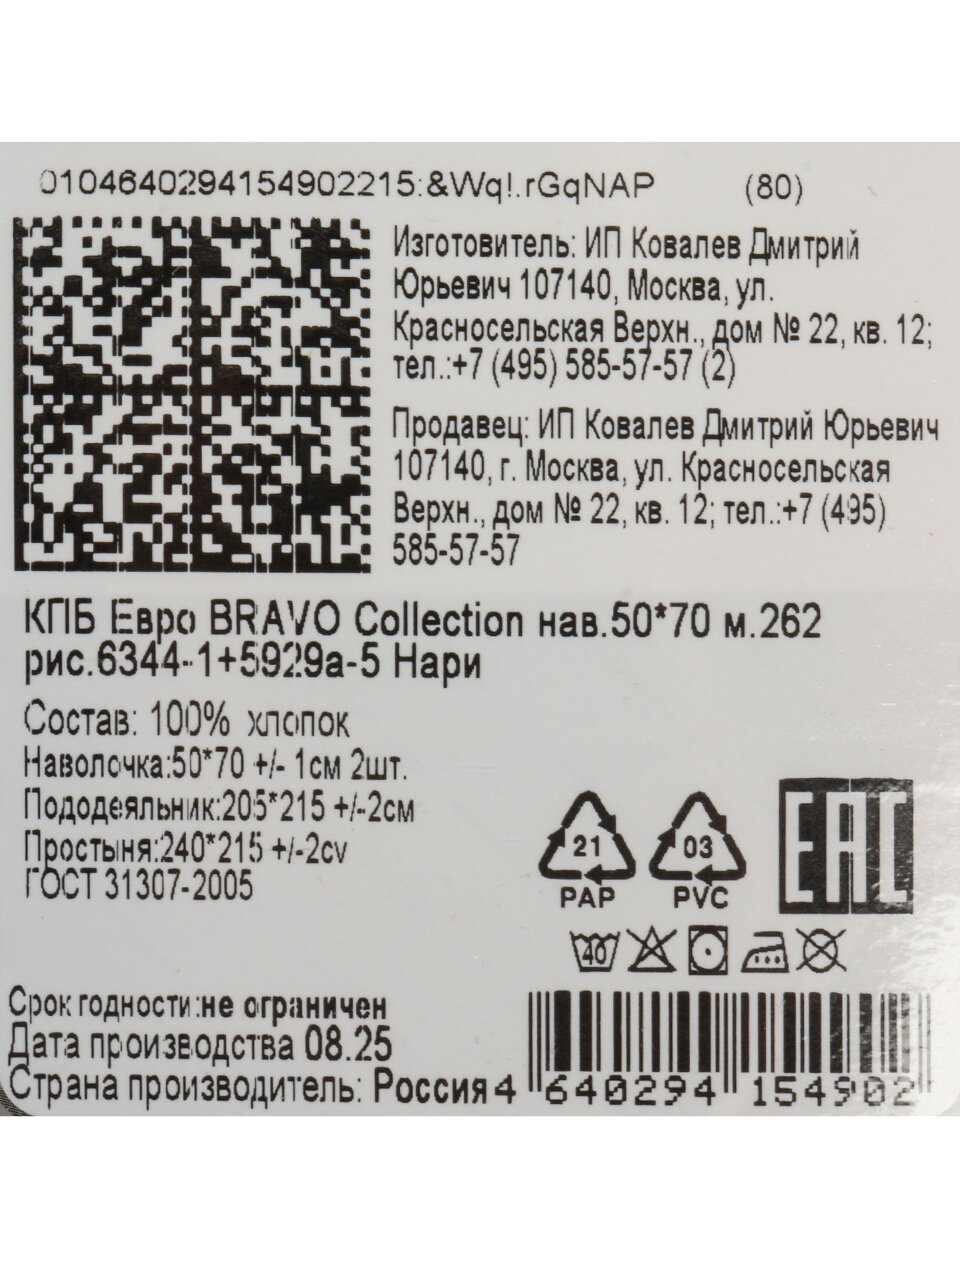 0104640294154902215:&Wq!.rGqNAP (80)
Изготовитель: ИП Ковалев Дмитрий
Юрьевич 107140, Москва, ул.
Красносельская Верхн., дом № 22, кв. 12;
тел.:+7 (495) 585-57-57 (2)
Продавец: ИП Ковалев Дмитрий Юрьевич
107140, г. Москва, ул. Красносельская
Верхн., дом № 22, кв. 12; тел.:+7 (495)
585-57-57
КПБ Евро BRAVO Collection нав.50*70 м.262
рис.6344-1+5929а-5 Нари
Состав: 100% хлопок
Наволочка:50*70 +/- 1см 2шт.
Пододеяльник:205*215 +/-2см
Простыня:240*215 +/-2cv
ГОСТ 31307-2005
21
PAP
03
PVC
EAC
40
Срок годности:не ограничен
Дата производства 08.25
Страна производитель: Россия
4 640294 154902